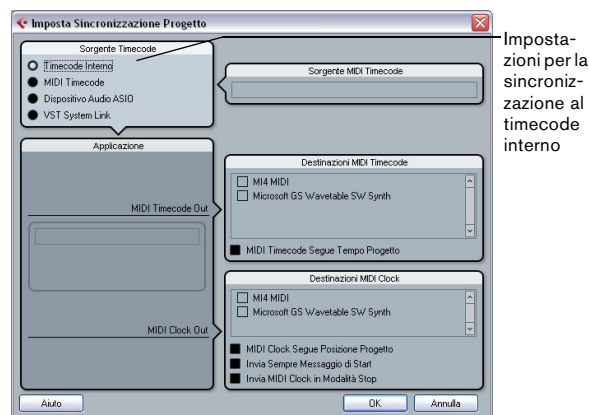 Imposta Sincronizzazione Progetto
Sorgente Timecode
Timecode Interno
MIDI Timecode
Dispositivo Audio ASIO
VST System Link
Sorgente MIDI Timecode
Applicazione
MIDI Timecode Out
MIDI Clock Out
Destinazioni MIDI Timecode
MI4 MIDI
Microsoft GS Wavetable SW Synth
MIDI Timecode Segue Tempo Progetto
Destinazioni MIDI Clock
MI4 MIDI
Microsoft GS Wavetable SW Synth
MIDI Clock Segue Posizione Progetto
Invia Sempre Messaggio di Start
Invia MIDI Clock in Modalità Stop
Aiuto
OK
Annulla
Imposta-
zioni per la
sincroniz-
zazione al
timecode
interno